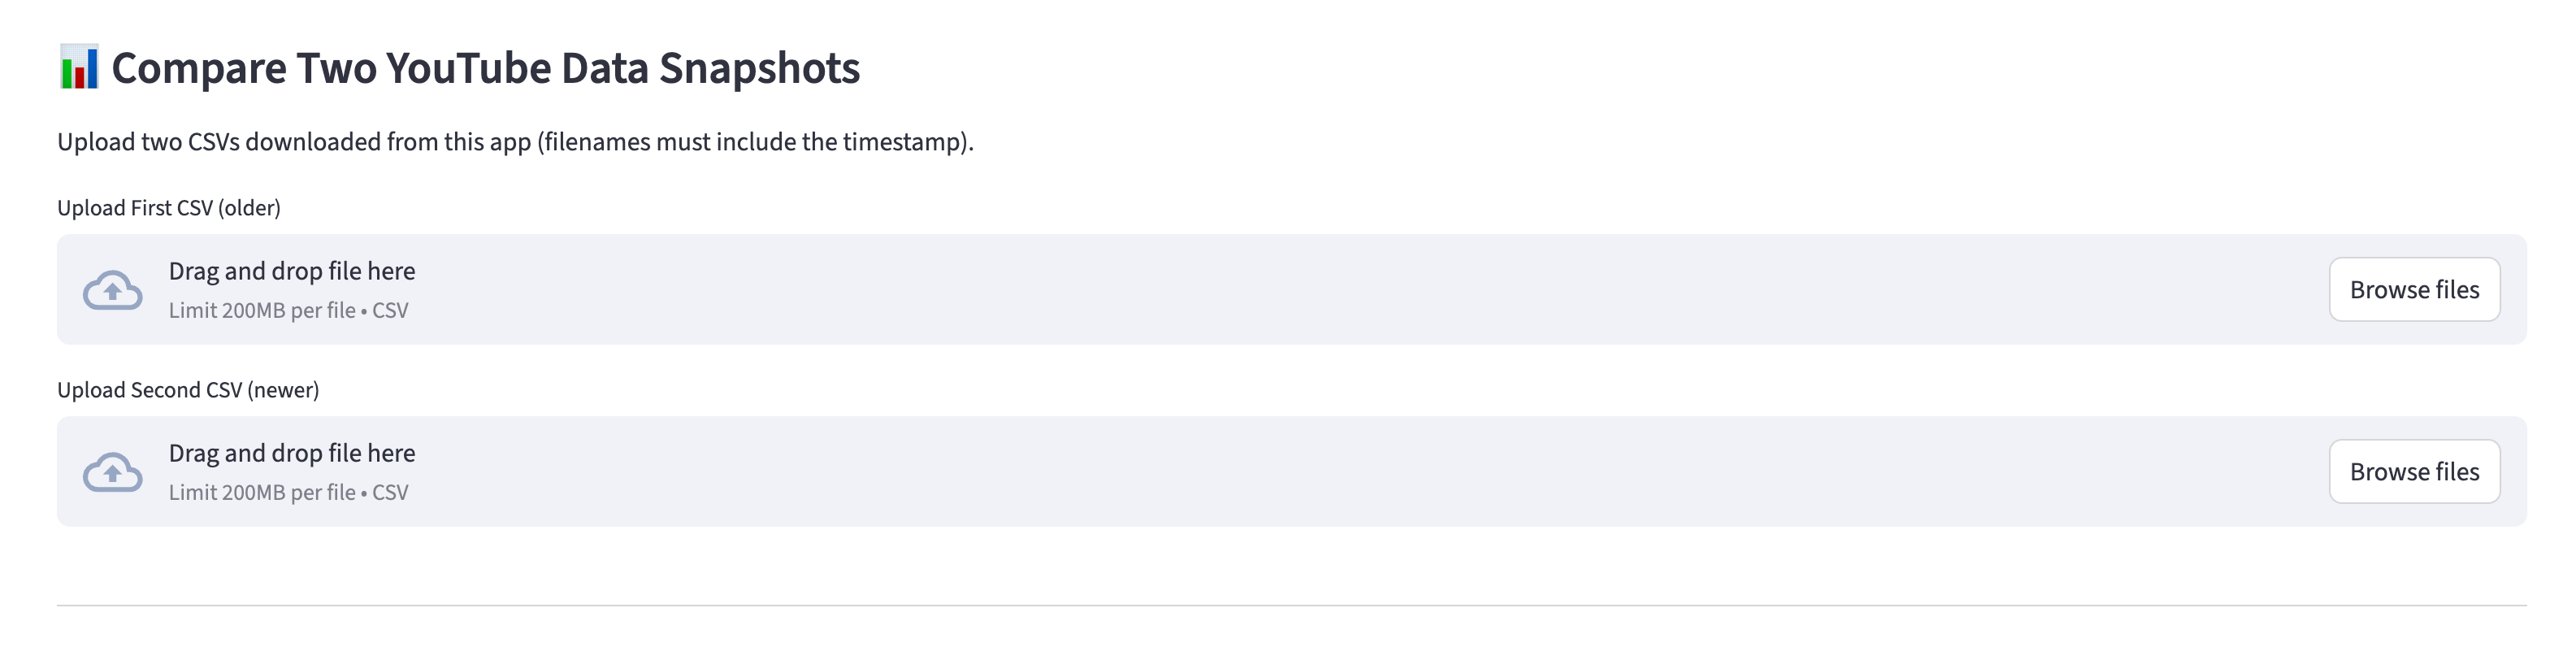 Compare Two YouTube Data Snapshots
Upload two CSVs downloaded from this app (filenames must include the timestamp).
Upload First CSV (older)
Drag and drop file here
Limit 200MB per file • CSV
Browse files
Upload Second CSV (newer)
Drag and drop file here
Limit 200MB per file • CSV
Browse files